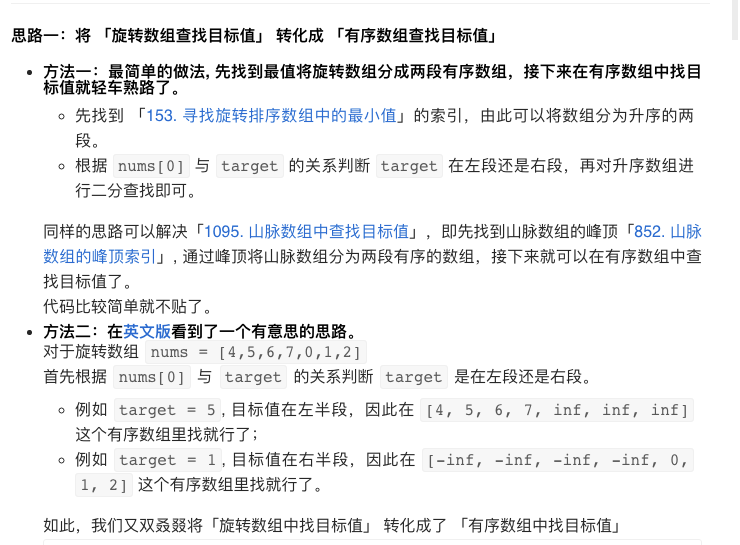 思路一：将 「旋转数组查找目标值」 转化成 「有序数组查找目标值」
方法一：最简单的做法, 先找到最值将旋转数组分成两段有序数组，接下来在有序数组中找目
标值就轻车熟路了。
先找到 「153. 寻找旋转排序数组中的最小值」的索引，由此可以将数组分为升序的两
段。
根据 nums[0] 与 target 的关系判断 target 在左段还是右段，再对升序数组进
行二分查找即可。
同样的思路可以解决「1095. 山脉数组中查找目标值」，即先找到山脉数组的峰顶「852. 山脉
数组的峰顶索引」, 通过峰顶将山脉数组分为两段有序的数组，接下来就可以在有序数组中查
找目标值了。
代码比较简单就不贴了。
方法二：在英文版看到了一个有意思的思路。
对于旋转数组 nums = [4,5,6,7,0,1,2]
首先根据 nums[0] 与 target 的关系判断 target 是在左段还是右段。
例如 target = 5, 目标值在左半段，因此在 [4, 5, 6, 7, inf, inf, inf]
这个有序数组里找就行了；
例如 target = 1, 目标值在右半段，因此在 [-inf, -inf, -inf, -inf, 0,
1, 2] 这个有序数组里找就行了。
如此，我们又双叒叕将「旋转数组中找目标值」 转化成了 「有序数组中找目标值」